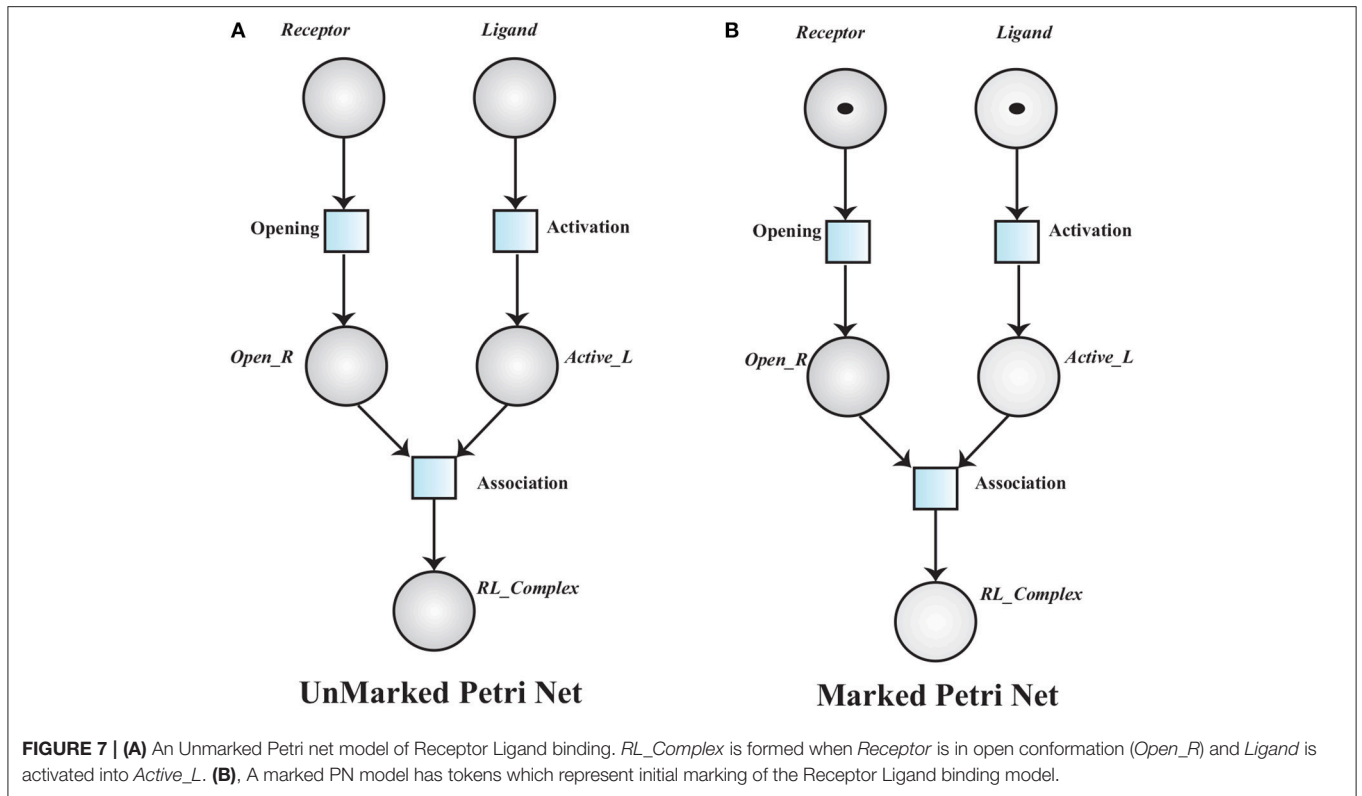 A
Receptor
Ligand
Opening
Activation
Open_R
Active_L
Association
RL_Complex
UnMarked Petri Net
B
Receptor
Ligand
Opening
Activation
Open_R
Active_L
Association
RL_Complex
Marked Petri Net
FIGURE 7 | (A) An Unmarked Petri net model of Receptor Ligand binding. RL_Complex is formed when Receptor is in open conformation (Open_R) and Ligand is
activated into Active_L. (B), A marked PN model has tokens which represent initial marking of the Receptor Ligand binding model.